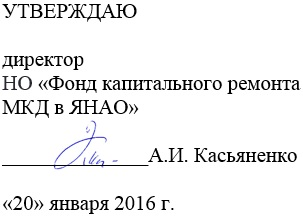 УТВЕРЖДАЮ
директор
НО «Фонд капитального ремонта
МКД в ЯНАО»
А.И. Касьяненко
«20» января 2016 г.